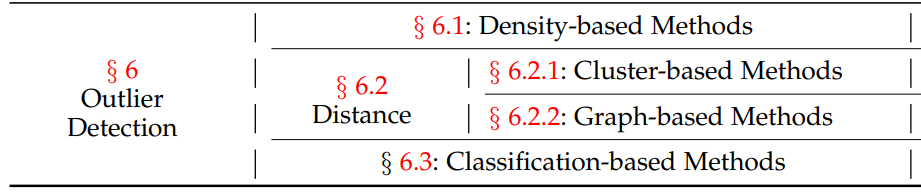 § 6
Outlier
Detection
§ 6.1: Density-based Methods
§ 6.2
Distance
§ 6.2.1: Cluster-based Methods
§ 6.2.2: Graph-based Methods
§ 6.3: Classification-based Methods